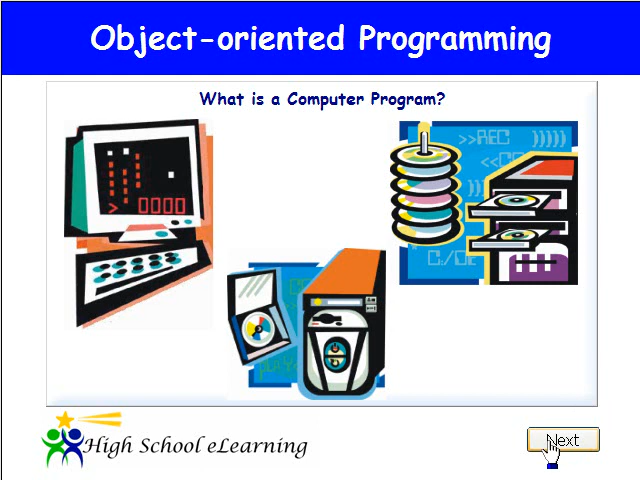 Object-oriented Programming
What is a Computer Program?
>>REC )))))
High School eLearning
Next